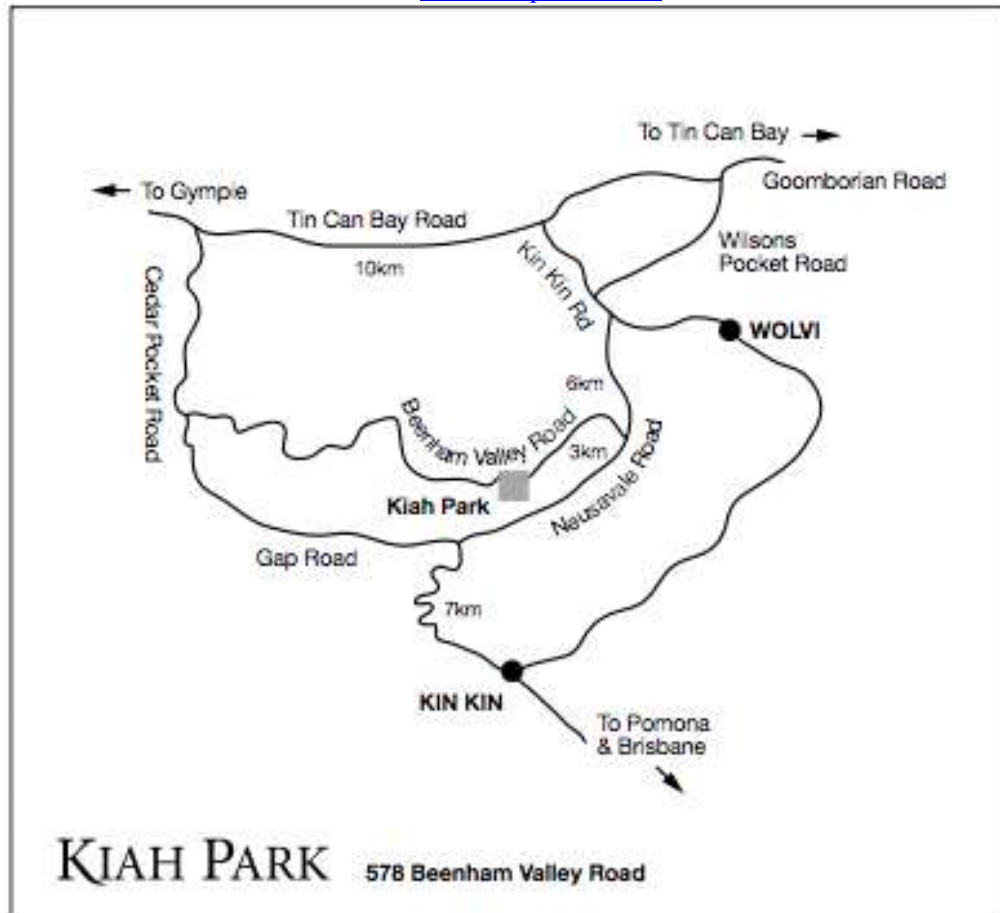 To Tin Can Bay
To Gympie
Goomborian Road
Tin Can Bay Road
Wilsons
Pocket Road
10km
Kin Kin Rd
Cedar Pocket Road
WOLVI
6km
Beenham Valley Road
3km
Kiah Park
Neusavale Road
Gap Road
7km
KIN KIN
To Pomona
& Brisbane
KIAH PARK 578 Beenham Valley Road